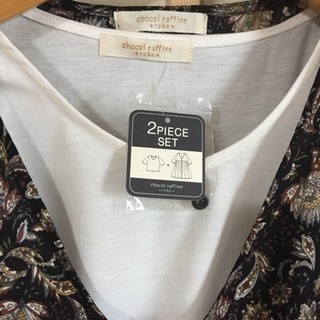 chocol raffine
robe
chocol raffine
robe
2PIECE
SET
+
chocol raffine
robe